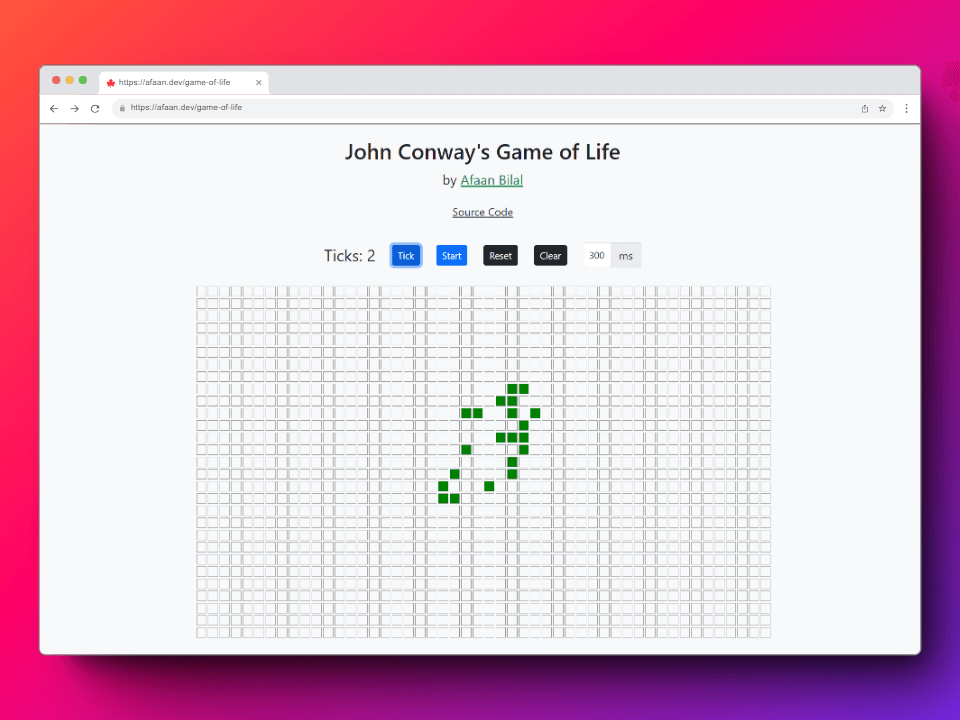 https://afaan.dev/game-of-life
https://afaan.dev/game-of-life
John Conway's Game of Life
by Afaan Bilal
Source Code
Ticks: 2 Tick Start Reset Clear 300 ms